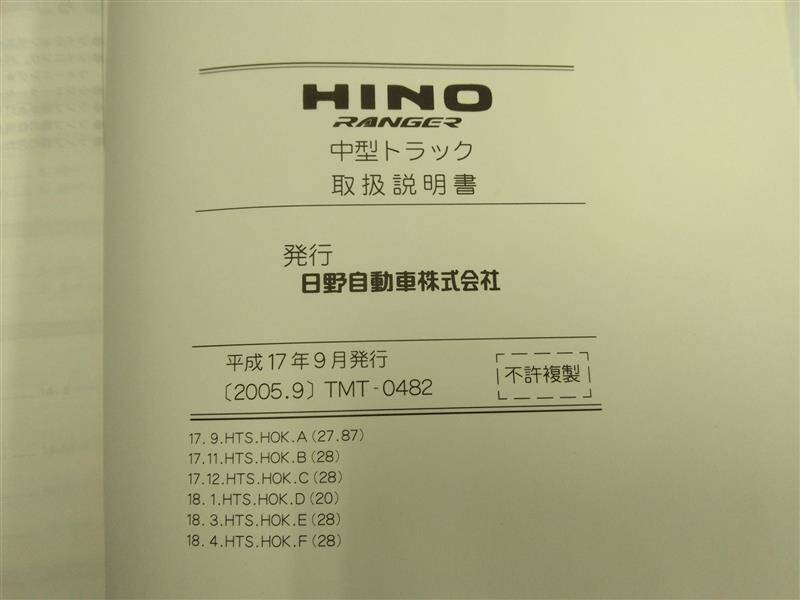 HINO
RANGER
中型トラック
取扱説明書
発行
日野自動車株式会社
平成17年9月発行
〔2005.9〕TMT-0482
不許複製
17. 9.HTS.HOK.A(27.87)
17.11.HTS.HOK.B(28)
17.12.HTS.HOK.C(28)
18. 1.HTS.HOK.D(20)
18. 3.HTS.HOK.E(28)
18. 4.HTS.HOK.F(28)